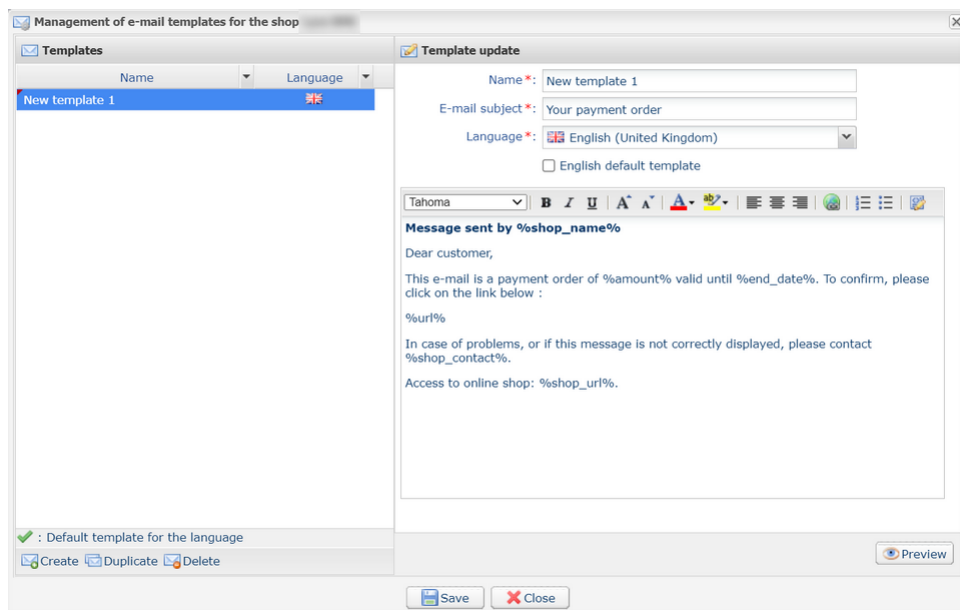 Management of e-mail templates for the shop
Templates
Name
Language
New template 1
✔ : Default template for the language
Create Duplicate Delete
Template update
Name*: New template 1
E-mail subject*: Your payment order
Language*: English (United Kingdom)
English default template
Tahoma B I U A A A ab
Message sent by %shop_name%
Dear customer,
This e-mail is a payment order of %amount% valid until %end_date%. To confirm, please
click on the link below :
%url%
In case of problems, or if this message is not correctly displayed, please contact
%shop_contact%.
Access to online shop: %shop_url%.
Preview
Save Close